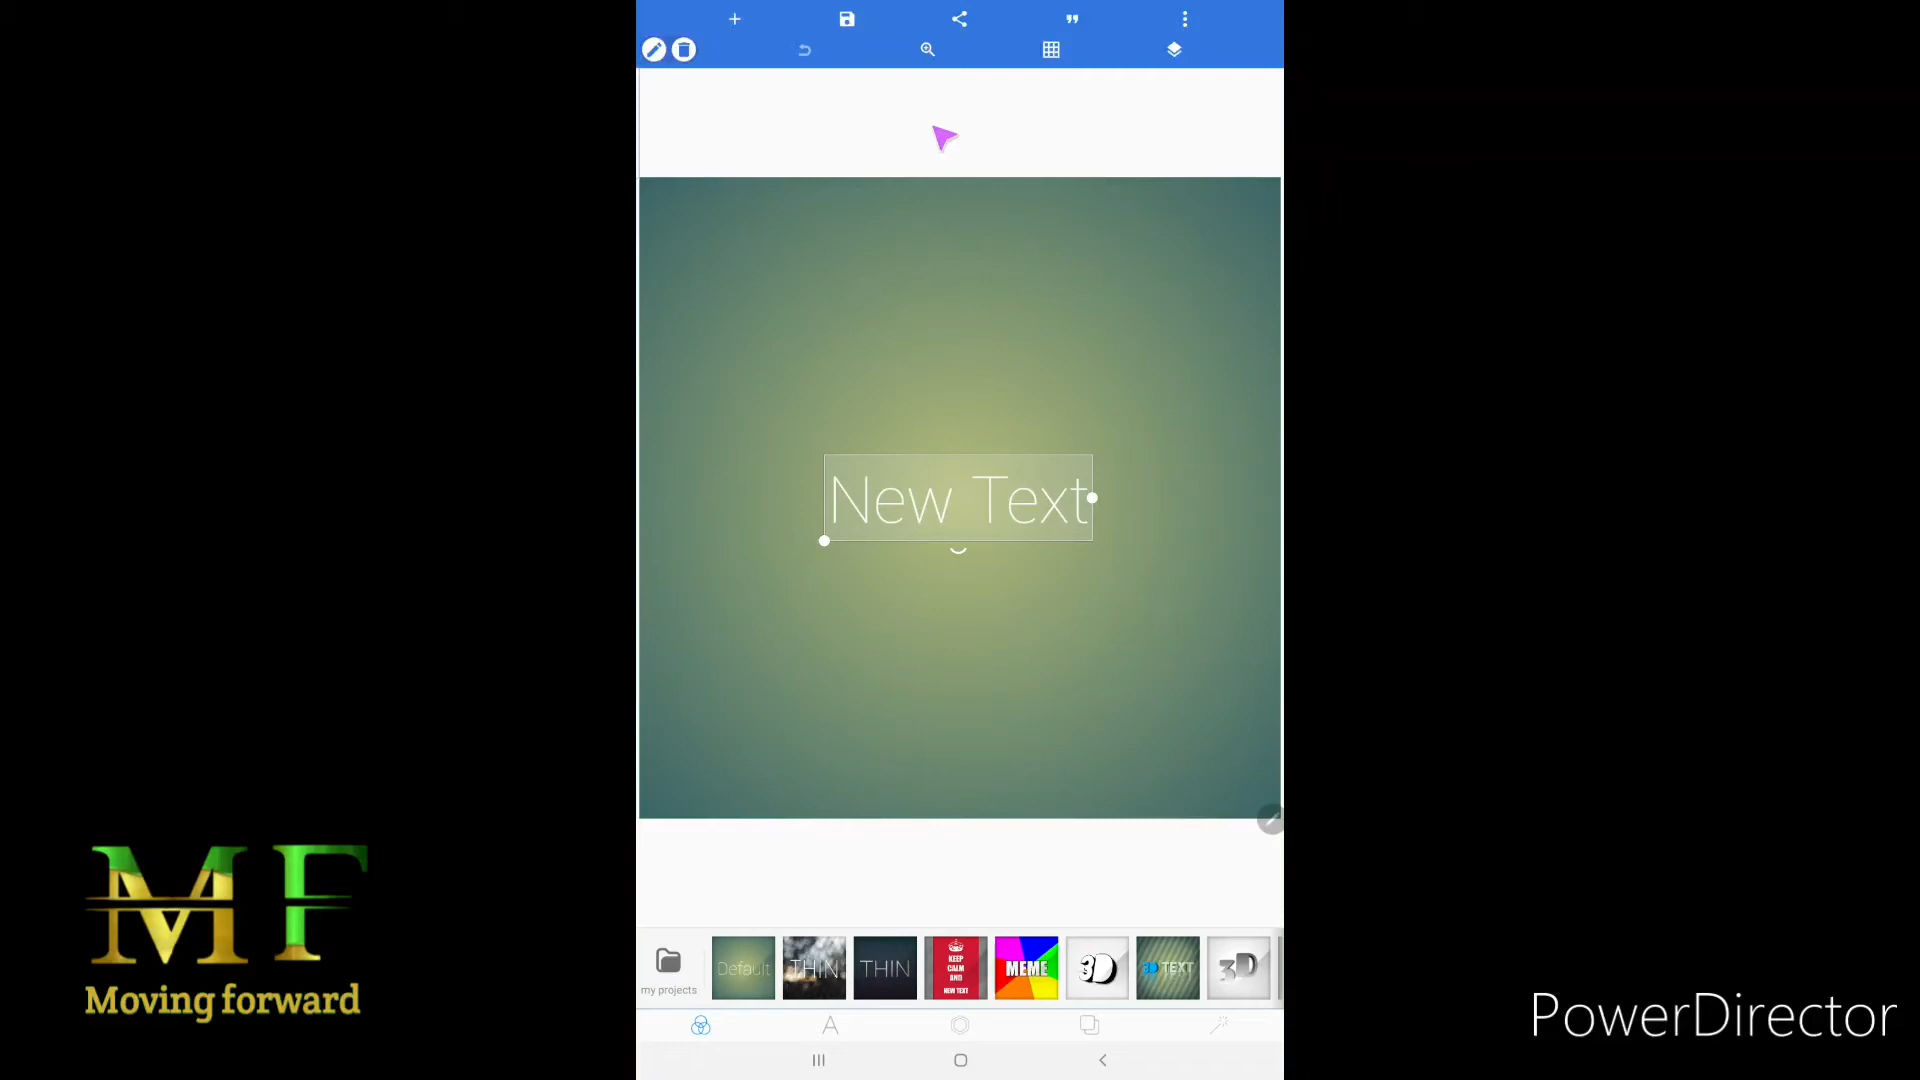 New Text
my projects
Default
THIN
THIN
KEEP
CALM
AND
NEW TEXT
MEME
3D
3D TEXT
3D
MF
Moving forward
PowerDirector